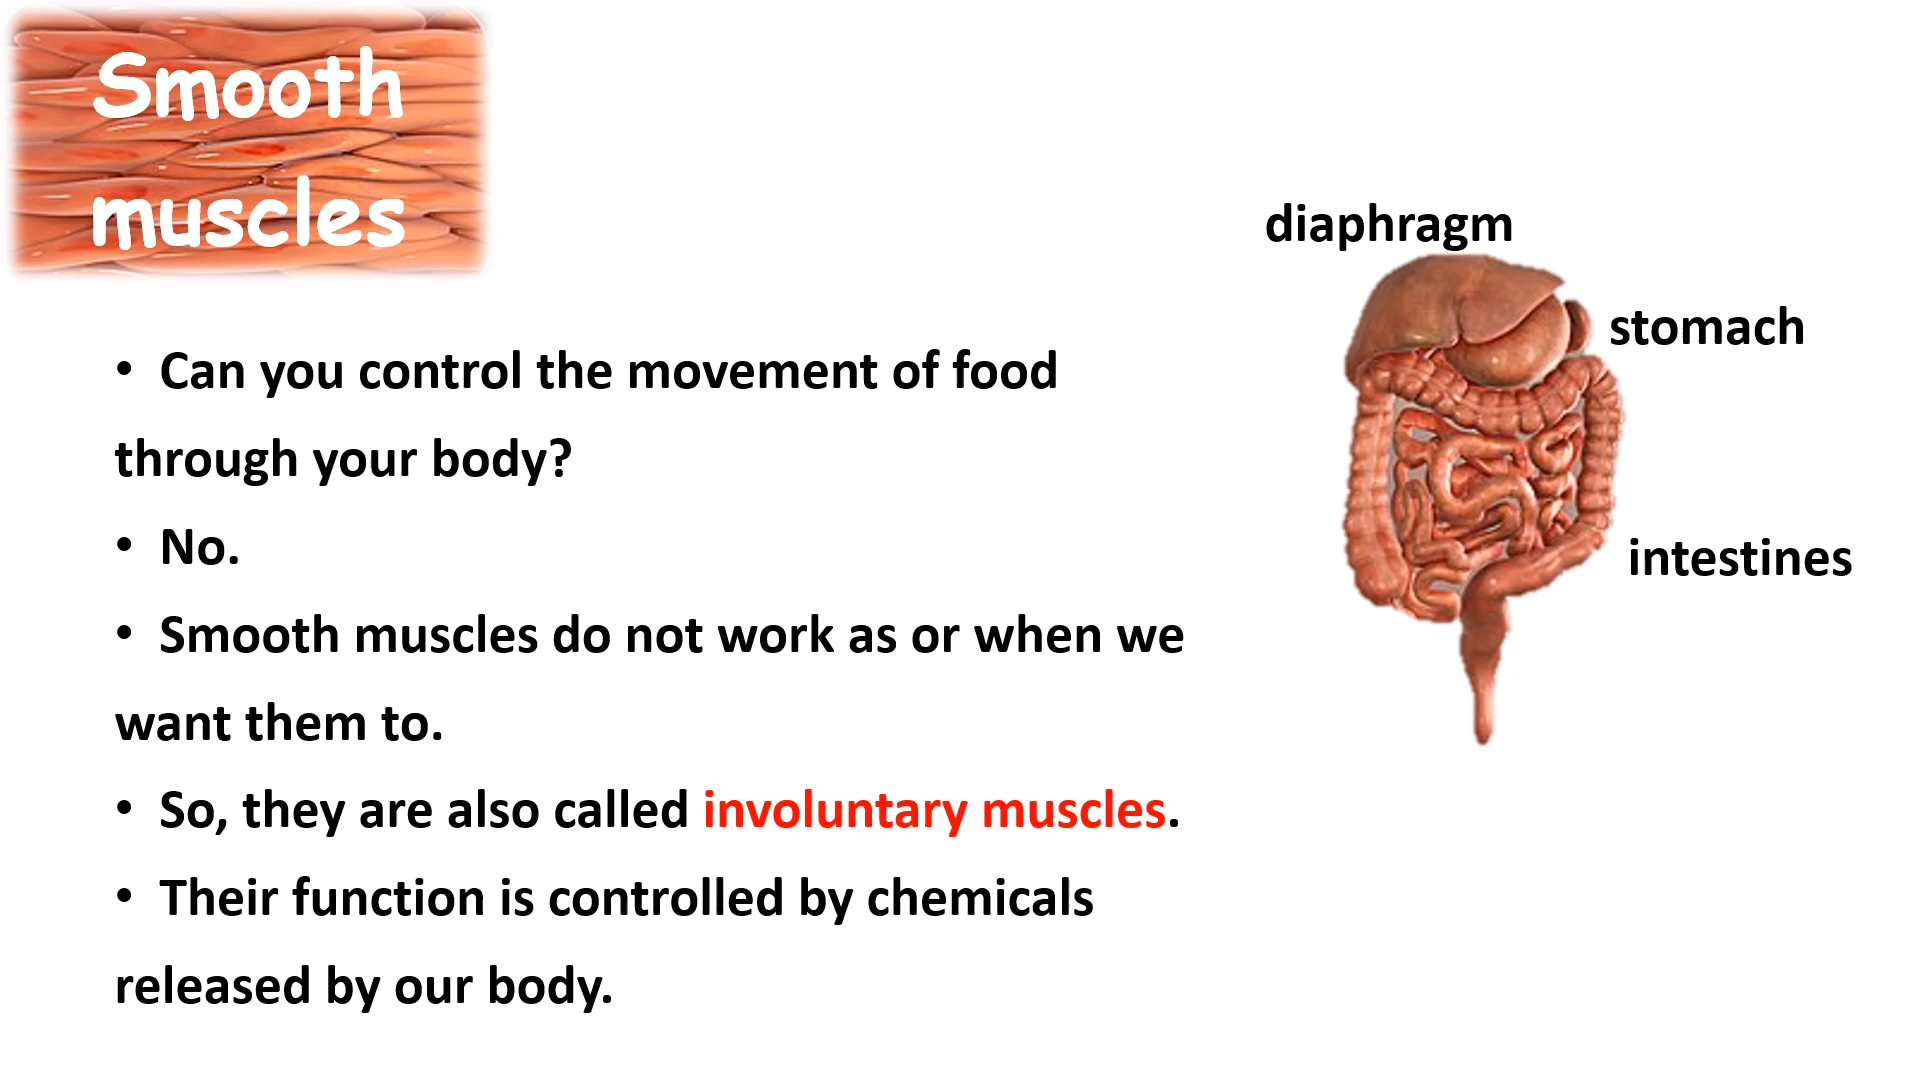 Smooth
muscles
diaphragm
stomach
intestines
• Can you control the movement of food
through your body?
• No.
• Smooth muscles do not work as or when we
want them to.
• So, they are also called involuntary muscles.
• Their function is controlled by chemicals
released by our body.